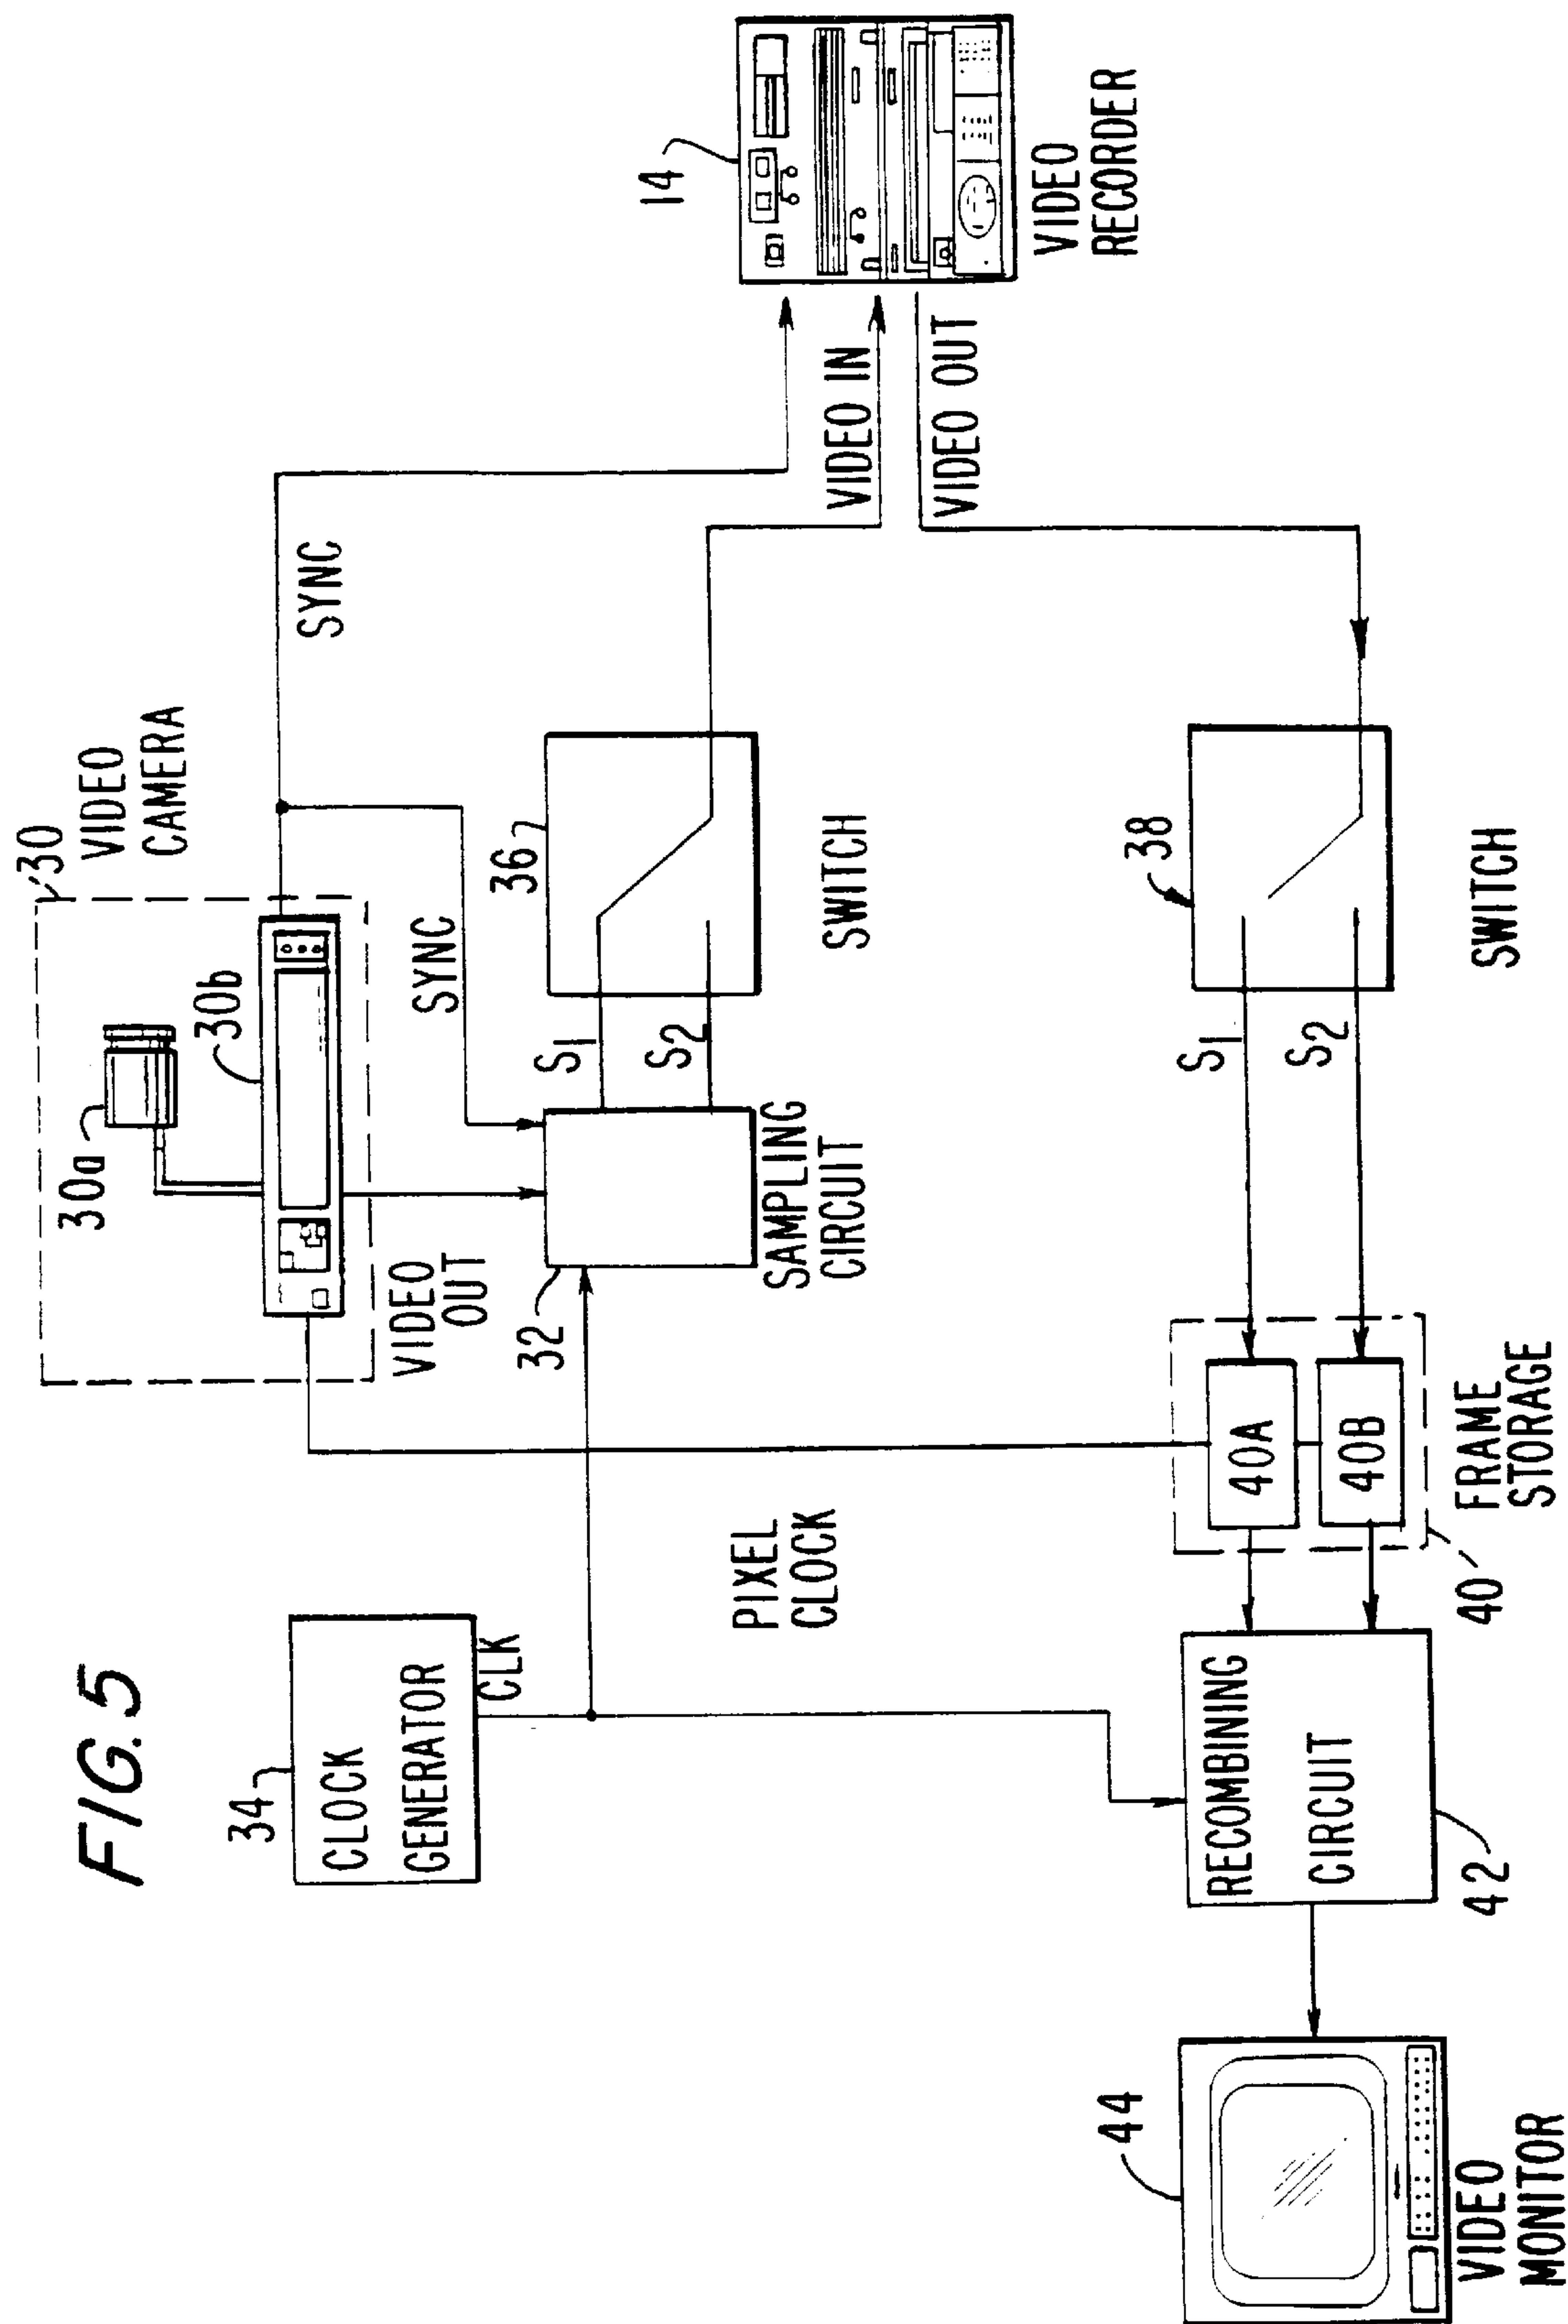 FIG.5
34
CLOCK
GENERATOR
CLK
PIXEL
CLOCK
30
VIDEO
CAMERA
30a
30b
VIDEO
OUT
SYNC
SYNC
32
SAMPLING
CIRCUIT
S1
S2
36
SWITCH
14
VIDEO
RECORDER
VIDEO IN
VIDEO OUT
38
SWITCH
S1
S2
40A
40B
FRAME
STORAGE
40
RECOMBINING
CIRCUIT
42
44
VIDEO
MONITOR